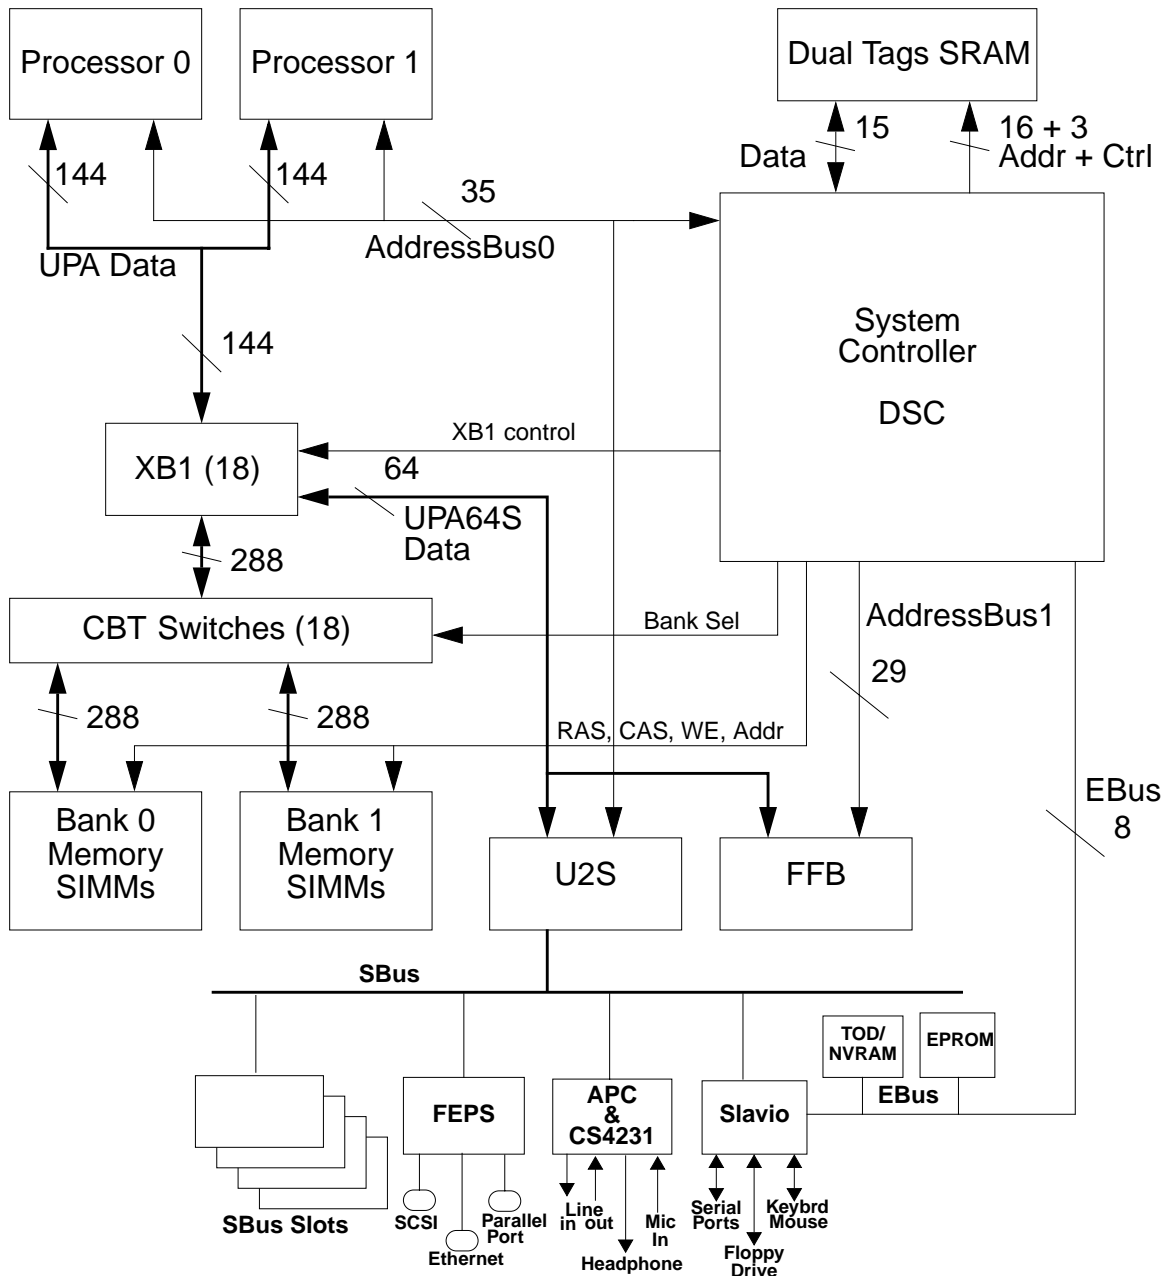 Processor 0
Processor 1
Dual Tags SRAM
144
144
35
Data
15
16 + 3
Addr + Ctrl
UPA Data
AddressBus0
144
System
Controller
DSC
XB1 (18)
XB1 control
64
UPA64S
Data
288
CBT Switches (18)
Bank Sel
AddressBus1
29
288
288
RAS, CAS, WE, Addr
EBus
8
Bank 0
Memory
SIMMs
Bank 1
Memory
SIMMs
U2S
FFB
SBus
TOD/
NVRAM
EPROM
EBus
FEPS
APC
&
CS4231
Slavio
SBus Slots
SCSI
Ethernet
Parallel
Port
Line
in out
Headphone
Mic
In
Serial
Ports
Floppy
Drive
Keybrd
Mouse